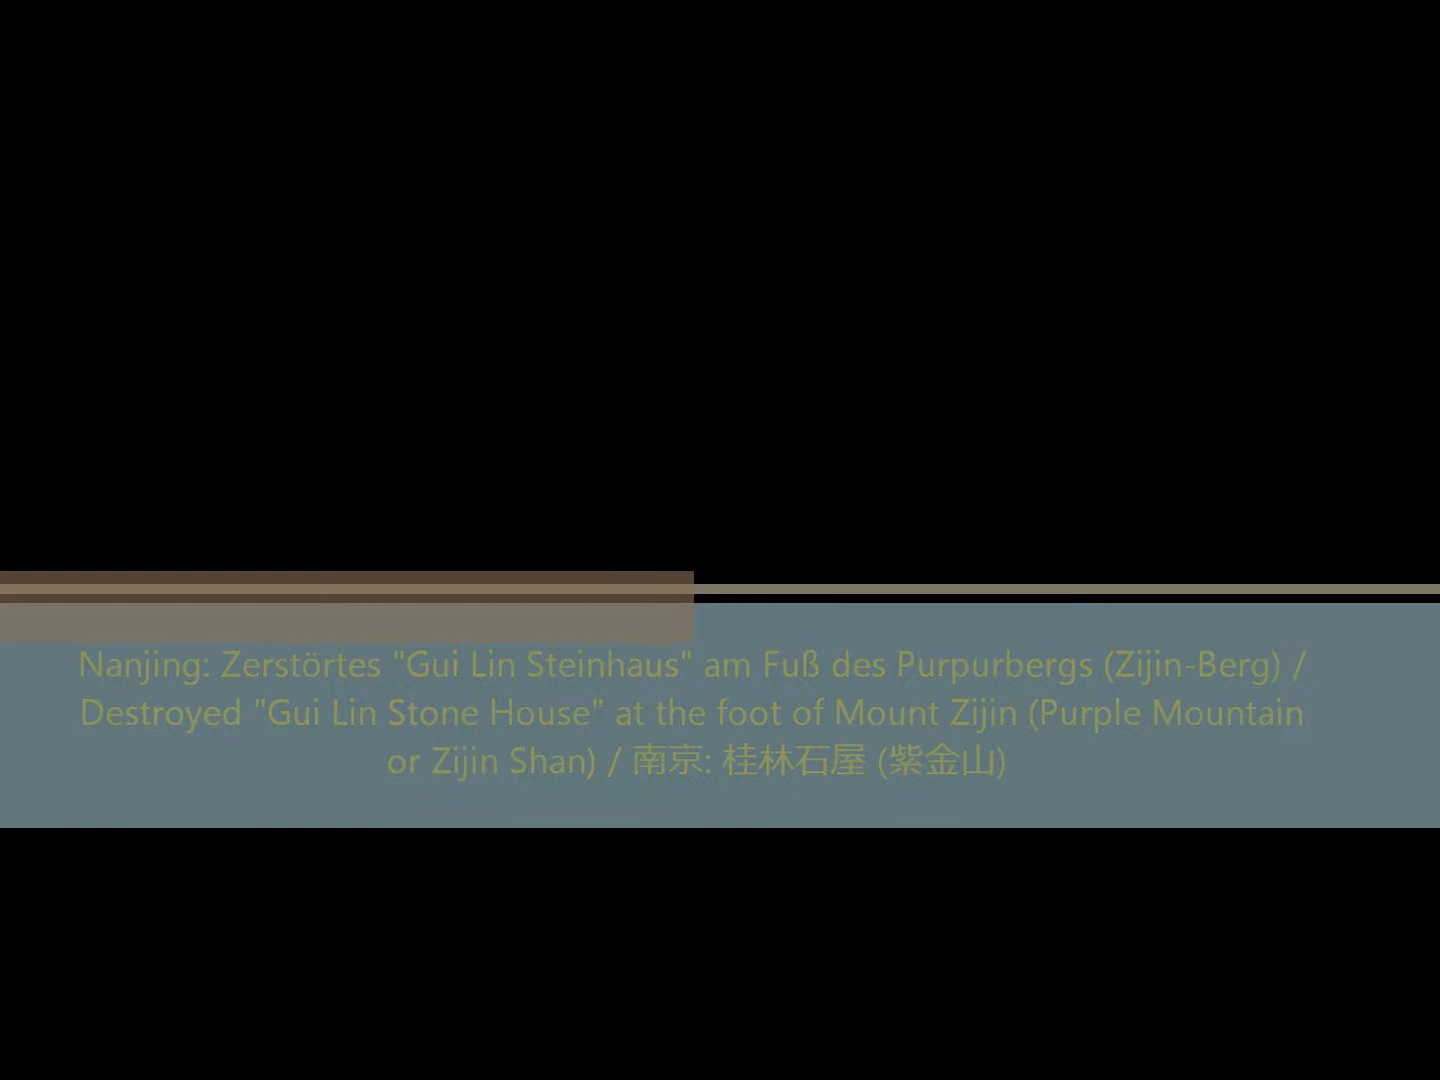 Nanjing: Zerstörtes "Gui Lin Steinhaus" am Fuß des Purpurbergs (Zijin-Berg) /
Destroyed "Gui Lin Stone House" at the foot of Mount Zijin (Purple Mountain
or Zijin Shan) / 南京: 桂林石屋 (紫金山)